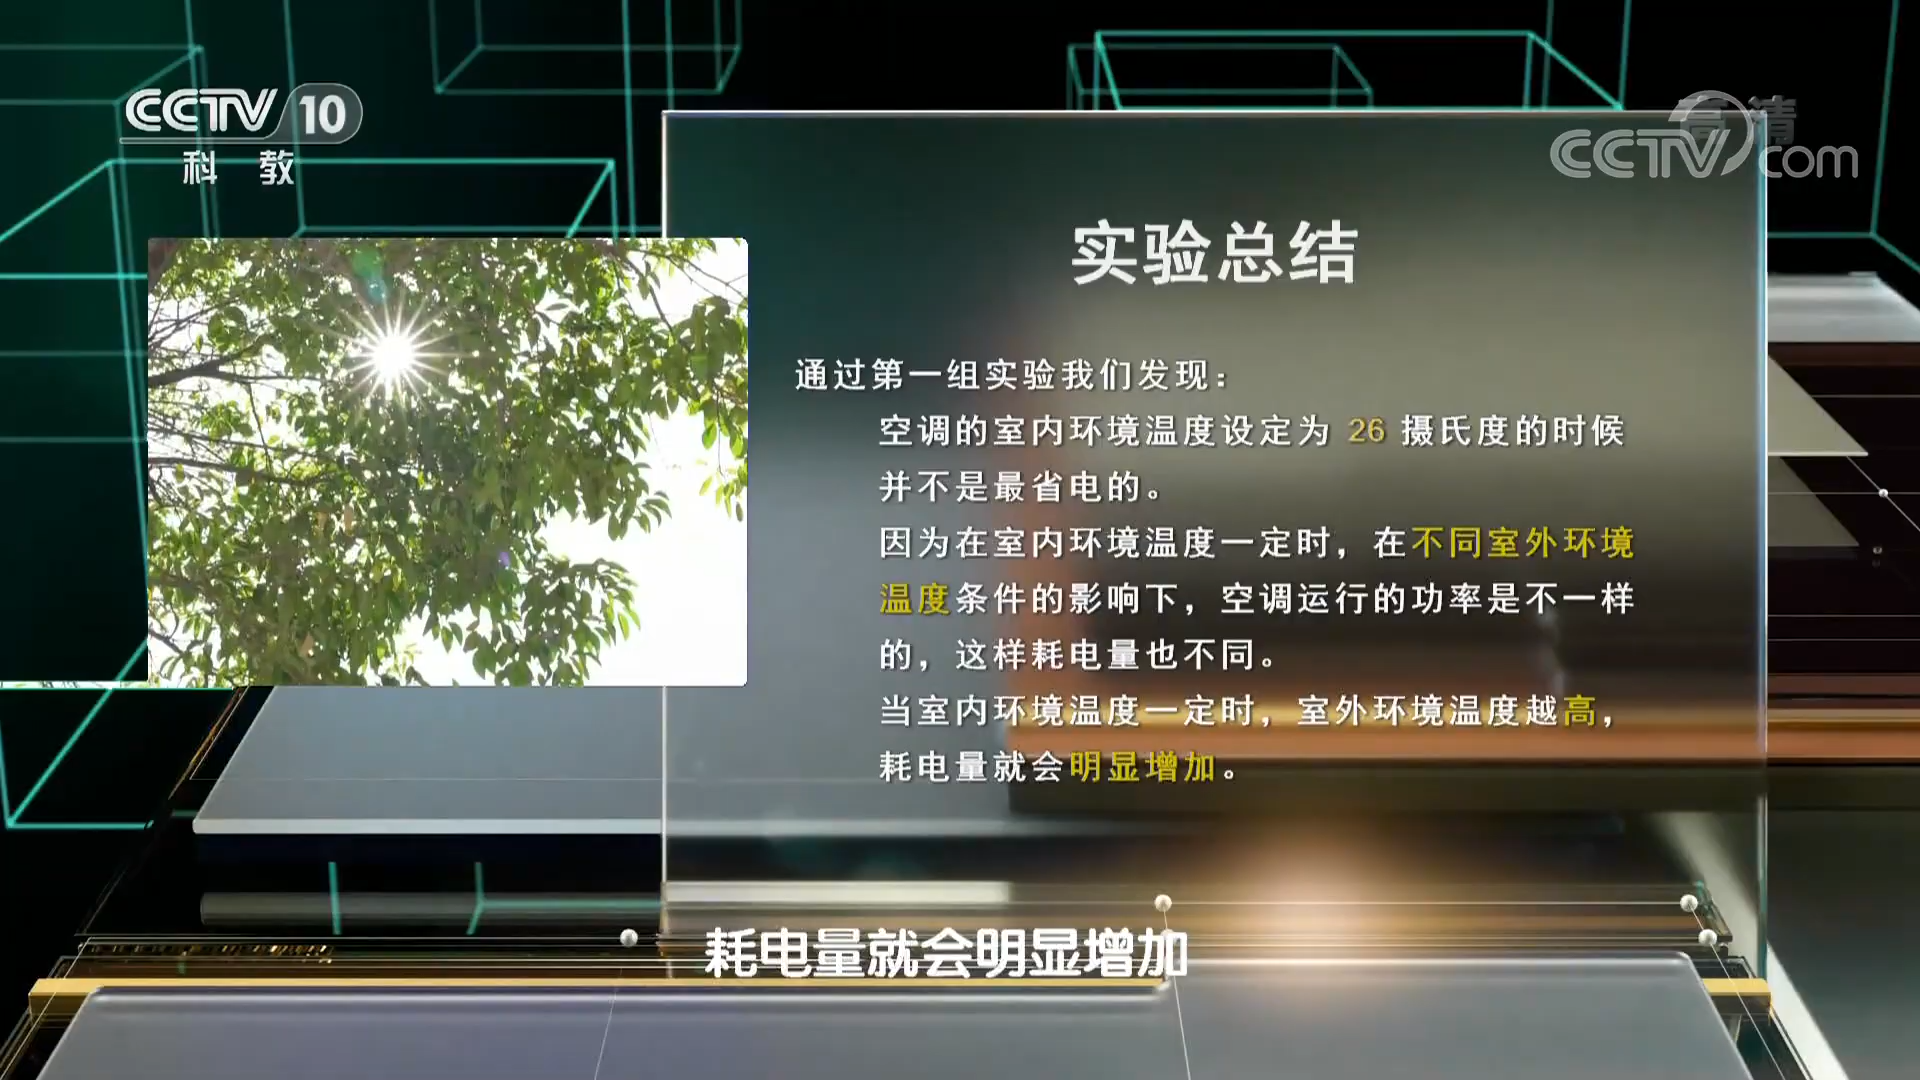 CCTV 10
科 教
高清
CCTV.com
实验总结
通过第一组实验我们发现：
空调的室内环境温度设定为 26 摄氏度的时候
并不是最省电的。
因为在室内环境温度一定时，在不同室外环境
温度条件的影响下，空调运行的功率是不一样
的，这样耗电量也不同。
当室内环境温度一定时，室外环境温度越高，
耗电量就会明显增加。
耗电量就会明显增加